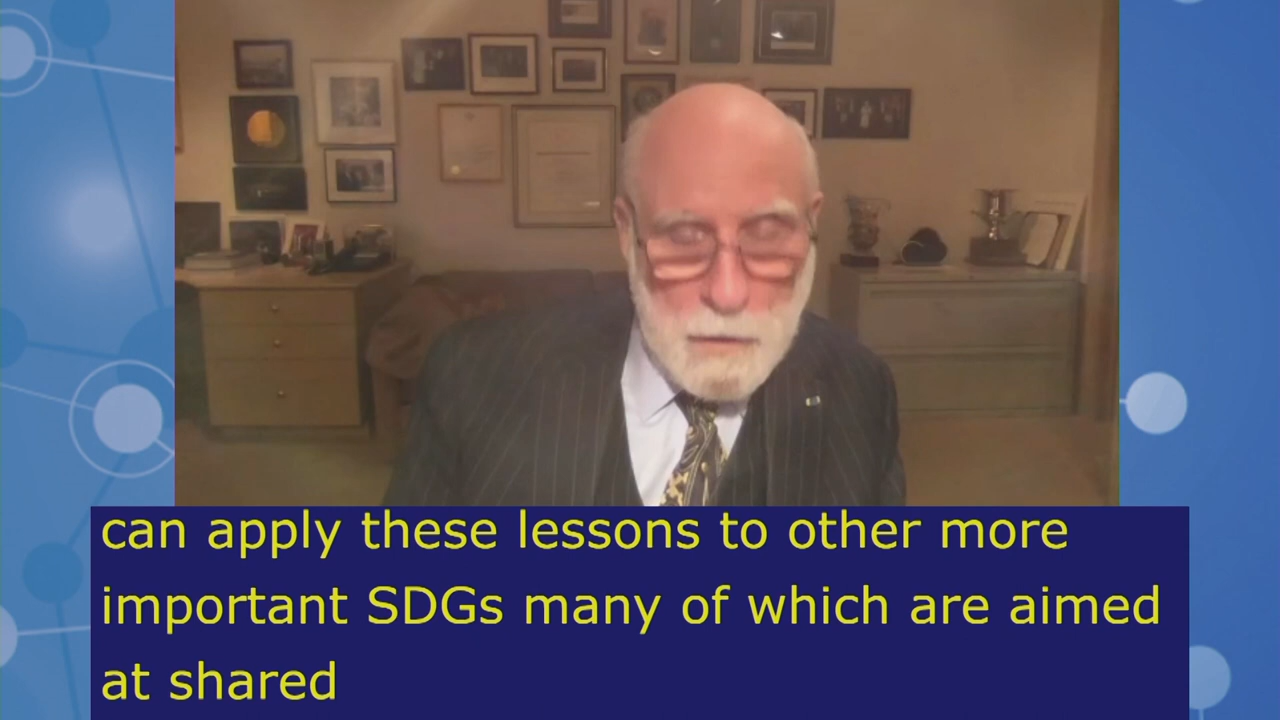 can apply these lessons to other more
important SDGs many of which are aimed
at shared